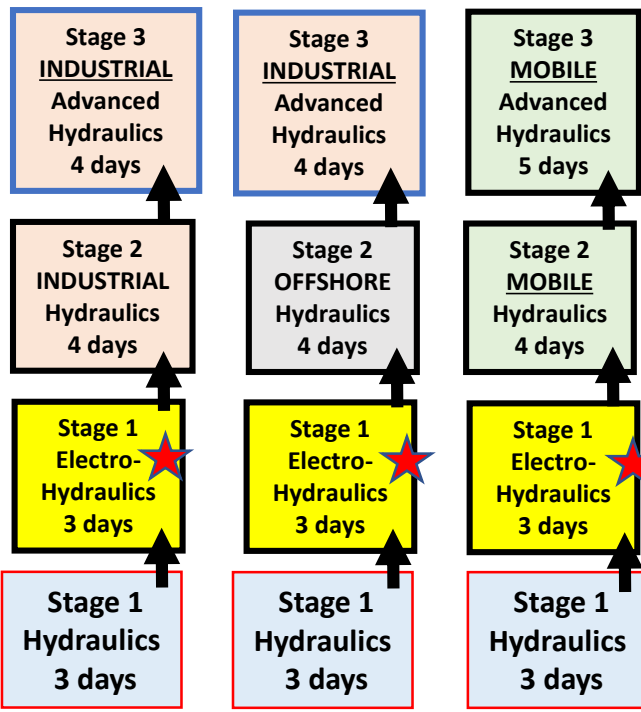 Stage 3
INDUSTRIAL
Advanced
Hydraulics
4 days
Stage 3
INDUSTRIAL
Advanced
Hydraulics
4 days
Stage 3
MOBILE
Advanced
Hydraulics
5 days
Stage 2
INDUSTRIAL
Hydraulics
4 days
Stage 2
OFFSHORE
Hydraulics
4 days
Stage 2
MOBILE
Hydraulics
4 days
Stage 1
Electro-
Hydraulics
3 days
Stage 1
Electro-
Hydraulics
3 days
Stage 1
Electro-
Hydraulics
3 days
Stage 1
Hydraulics
3 days
Stage 1
Hydraulics
3 days
Stage 1
Hydraulics
3 days